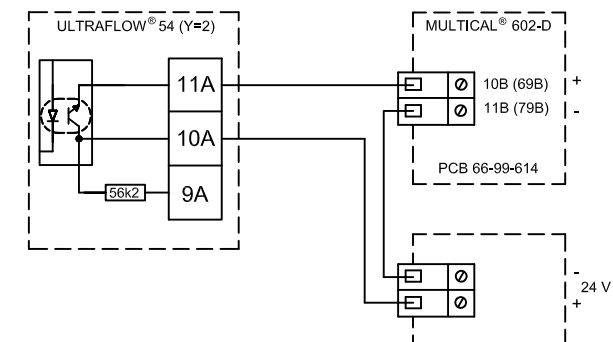 ULTRAFLOW® 54 (Y=2)
MULTICAL® 602-D
11A
10A
9A
56k2
10B (69B)
+
11B (79B)
-
PCB 66-99-614
-
24 V
+